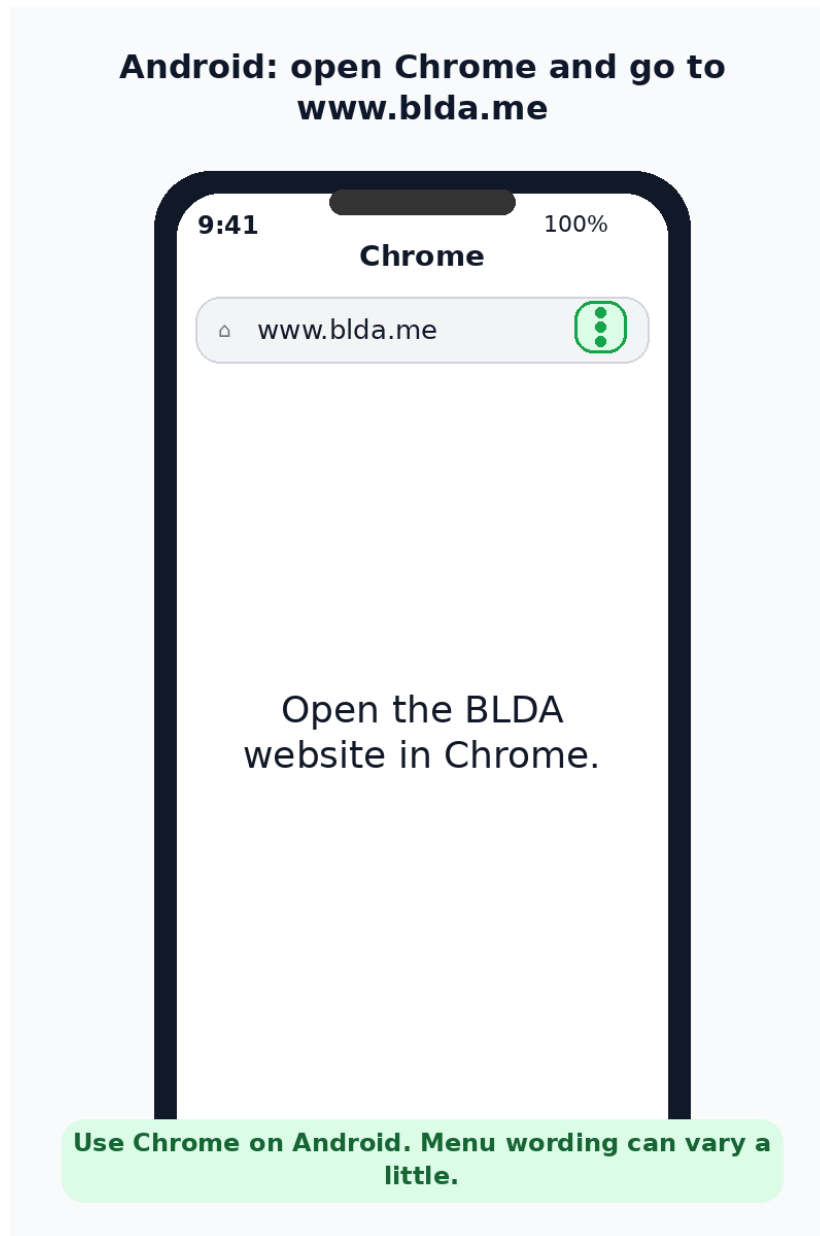 Android: open Chrome and go to
www.blda.me
9:41
100%
Chrome
www.blda.me
Open the BLDA
website in Chrome.
Use Chrome on Android. Menu wording can vary a
little.